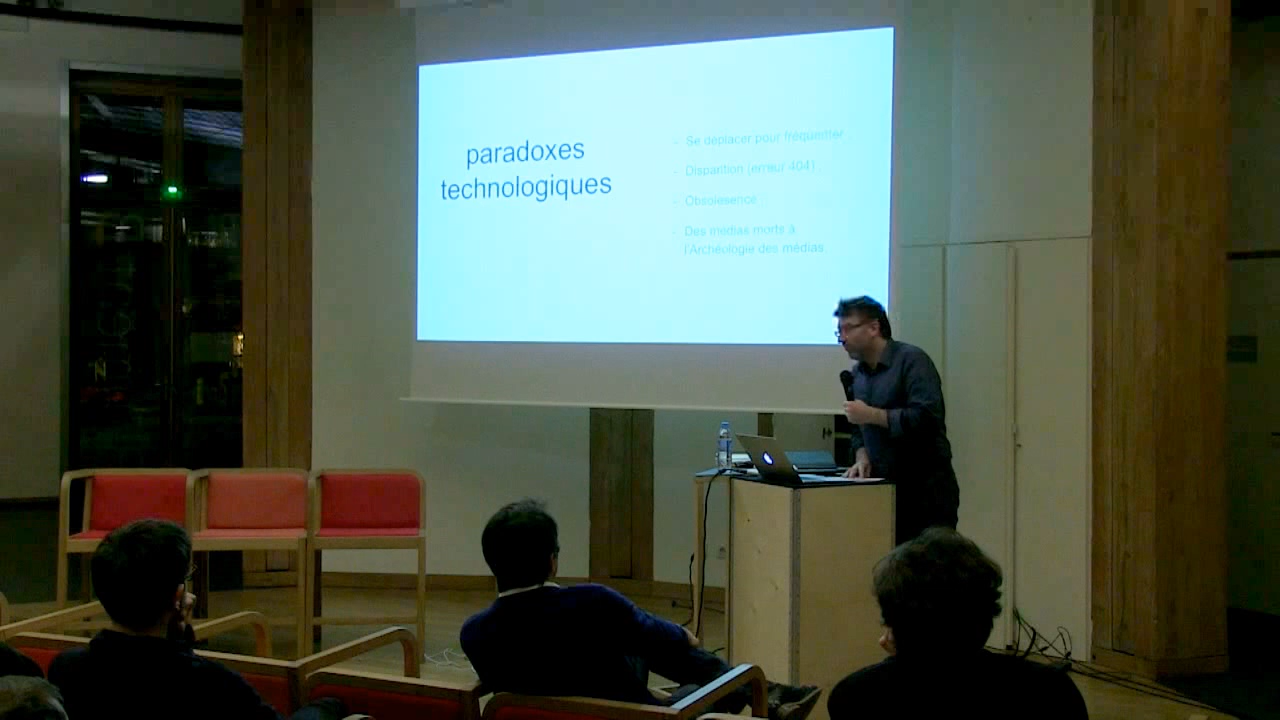 paradoxes
technologiques
- Se déplacer pour fréquenter
- Disparition (erreur 404) ,
- Obsolesence ,
- Des médias morts à
l'Archéologie des médias